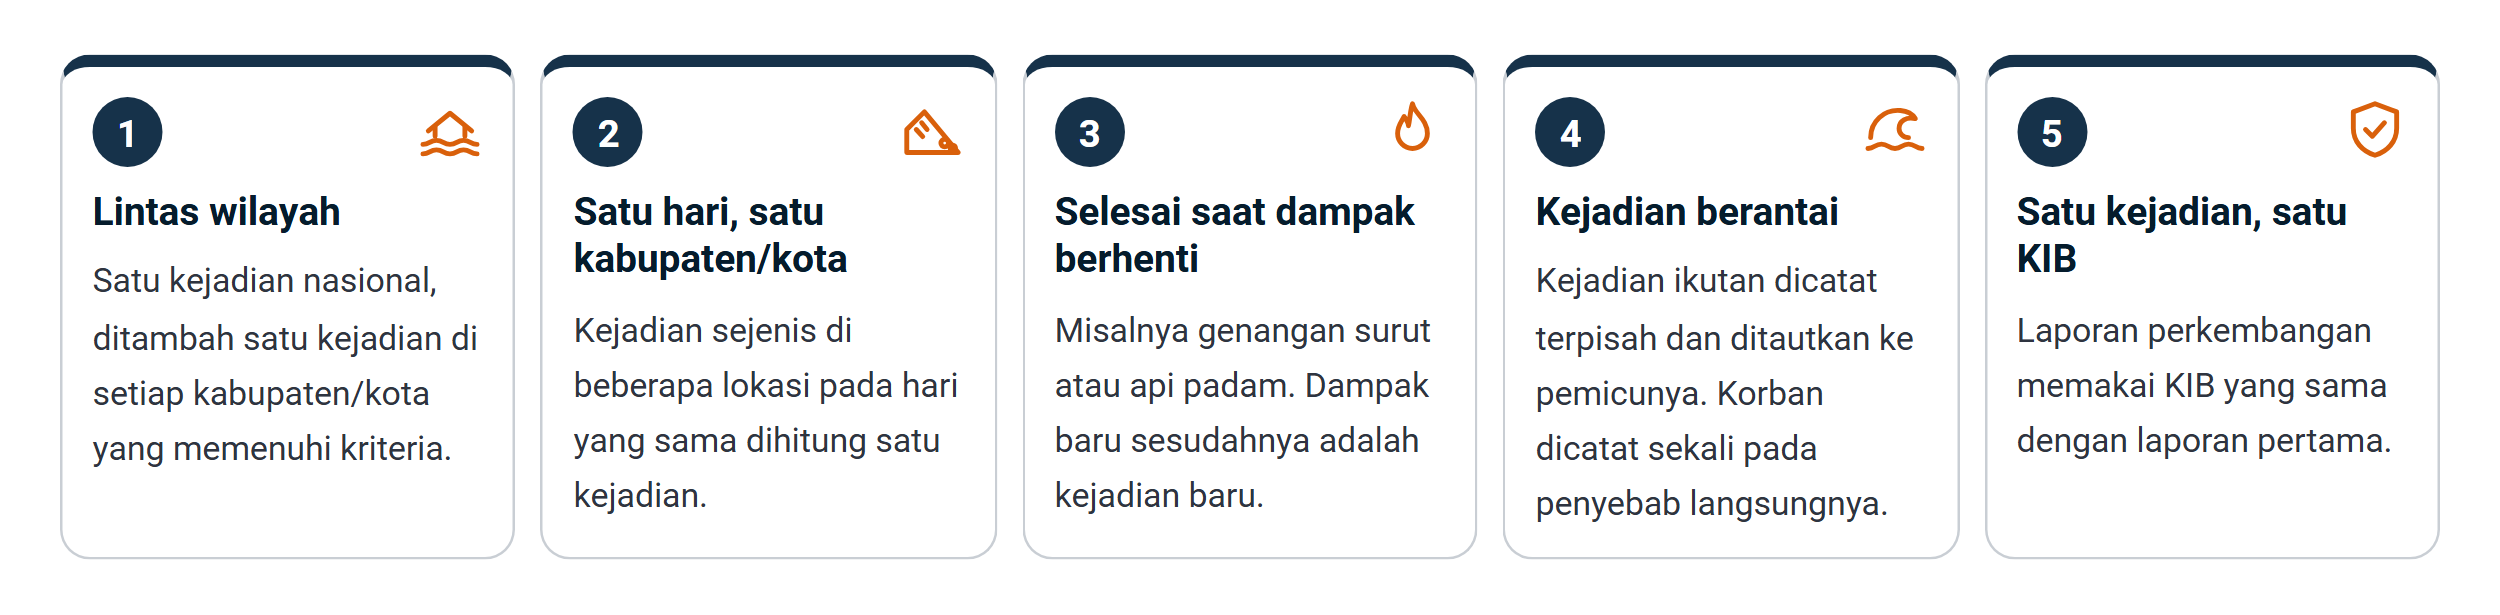 1
Lintas wilayah
Satu kejadian nasional,
ditambah satu kejadian di
setiap kabupaten/kota
yang memenuhi kriteria.
2
Satu hari, satu
kabupaten/kota
Kejadian sejenis di
beberapa lokasi pada hari
yang sama dihitung satu
kejadian.
3
Selesai saat dampak
berhenti
Misalnya genangan surut
atau api padam. Dampak
baru sesudahnya adalah
kejadian baru.
4
Kejadian berantai
Kejadian ikutan dicatat
terpisah dan ditautkan ke
pemicunya. Korban
dicatat sekali pada
penyebab langsungnya.
5
Satu kejadian, satu
KIB
Laporan perkembangan
memakai KIB yang sama
dengan laporan pertama.